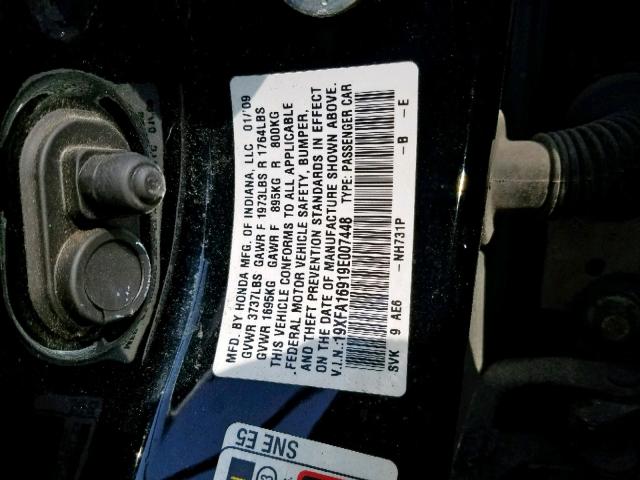 MFD. BY HONDA MFG. OF INDIANA, LLC 01/'09
GVWR 3737LBS GAWR F 1973LBS R 1764LBS
GVWR 1695KG GAWR F 895KG R 800KG
THIS VEHICLE CONFORMS TO ALL APPLICABLE
FEDERAL MOTOR VEHICLE SAFETY, BUMPER,
AND THEFT PREVENTION STANDARDS IN EFFECT
ON THE DATE OF MANUFACTURE SHOWN ABOVE.
V.I.N.:19XFA16919E007448 TYPE: PASSENGER CAR
SVK - NH731P - B - E
9 AE6
SNE E5